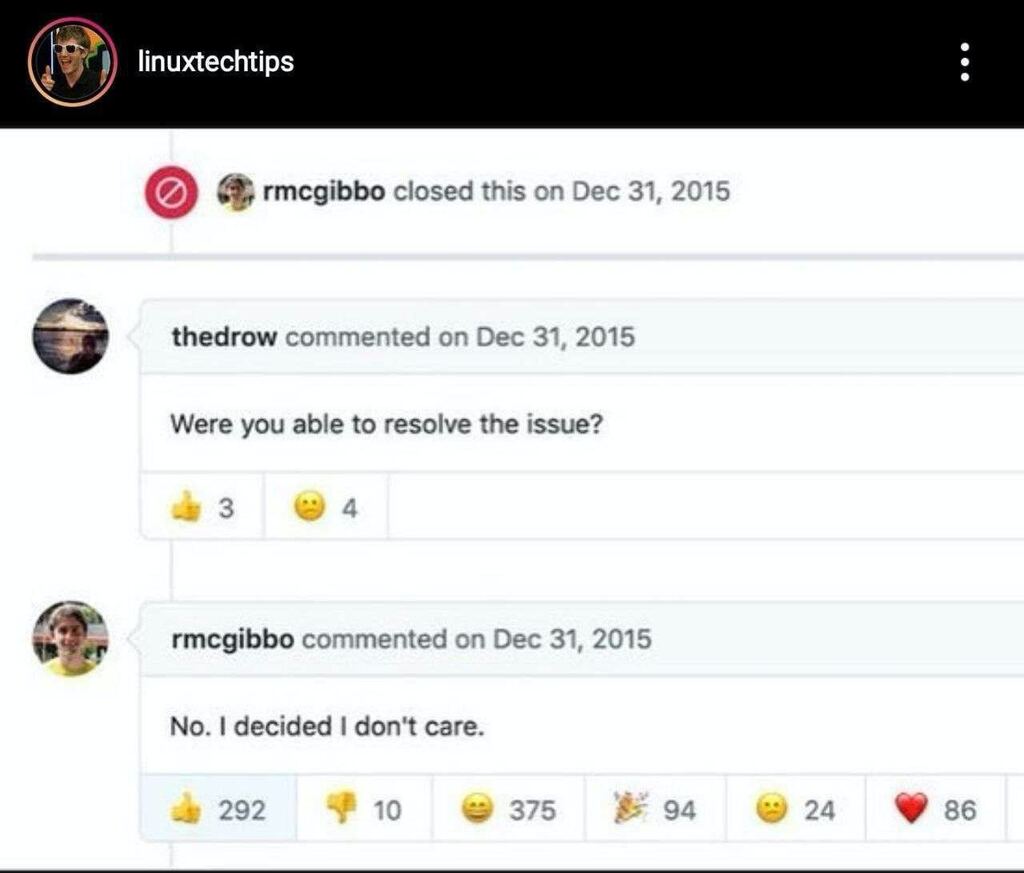 linuxtechtips
rmcgibbo closed this on Dec 31, 2015
thedrow commented on Dec 31, 2015
Were you able to resolve the issue?
👍 3 😕 4
rmcgibbo commented on Dec 31, 2015
No. I decided I don't care.
👍 292 👎 10 😄 375 🎉 94 😕 24 ❤️ 86